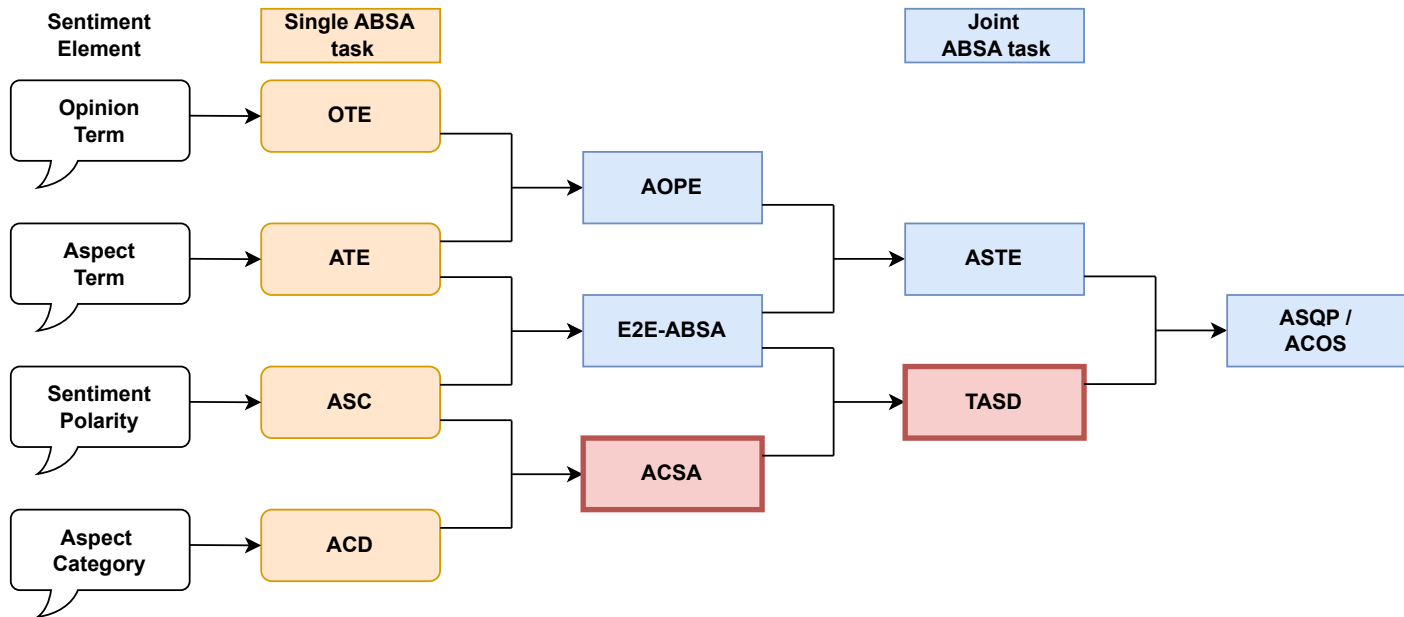 Sentiment
Element
Single ABSA
task
Joint
ABSA task
Opinion
Term
OTE
AOPE
Aspect
Term
ATE
ASTE
E2E-ABSA
ASQP /
ACOS
Sentiment
Polarity
ASC
TASD
ACSA
Aspect
Category
ACD